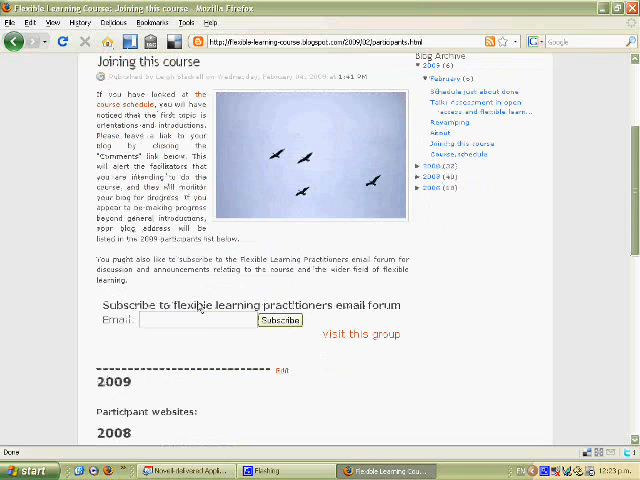 Flexible Learning Course: Joining this course - Mozilla Firefox
File Edit View History Delicious Bookmarks Tools Help
http://flexible-learning-course.blogspot.com/2009/02/participants.html
Google
Joining this course
Published by Leigh Blackall on Wednesday, February 04, 2009 at 1:41 PM
If you have looked at the
course schedule, you will have
noticed that the first topic is
orientations and introductions.
Please leave a link to your
blog by clicking the
"Comments" link below. This
will alert the facilitators that
you are intending to do the
course, and they will monitor
your blog for progress. If you
appear to be making progress
beyond general introductions,
your blog address will be
listed in the 2009 participants list below.
You might also like to subscribe to the Flexible Learning Practitioners email forum for
discussion and announcements relating to the course and the wider field of flexible
learning.
Subscribe to flexible learning practitioners email forum
Email:
Subscribe
Visit this group
Edit
2009
Participant websites:
2008
Blog Archive
▼ 2009 (6)
▼ February (6)
Schedule just about done
Talk: Assessment in open
access and flexible learn...
Revamping
About
Joining this course
Course schedule
Done
start
Novell-delivered Appli...
Flashing
Flexible Learning Cou...
EN
12:23 p.m.